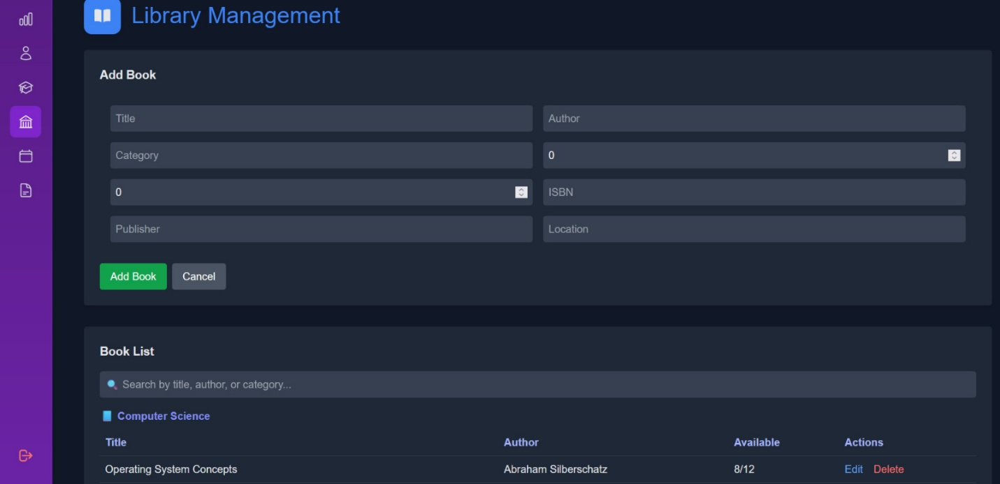 Library Management
Add Book
Title Author
Category 0
0 ISBN
Publisher Location
Add Book Cancel
Book List
Search by title, author, or category...
Computer Science
Title Author Available Actions
Operating System Concepts Abraham Silberschatz 8/12 Edit Delete